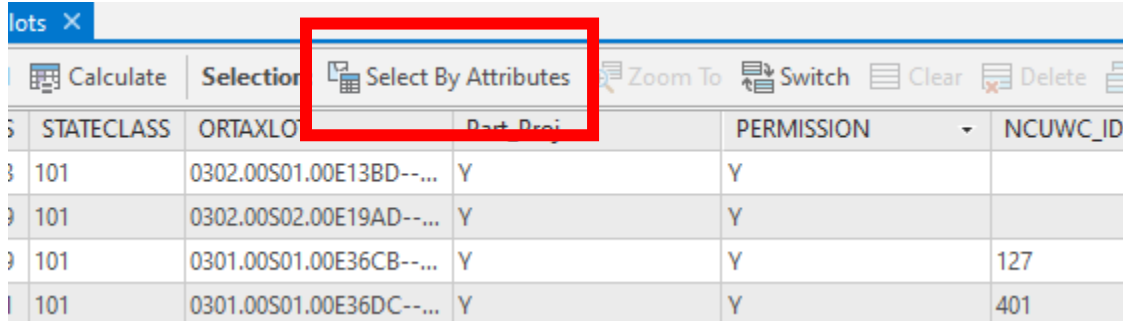 lots
Calculate Selection Select By Attributes Zoom To Switch Clear Delete
STATECLASS ORTAXLOT Part_Proj PERMISSION NCUWC_ID
101 0302.00S01.00E13BD--... Y Y
101 0302.00S02.00E19AD--... Y Y
101 0301.00S01.00E36CB--... Y Y 127
101 0301.00S01.00E36DC--... Y Y 401